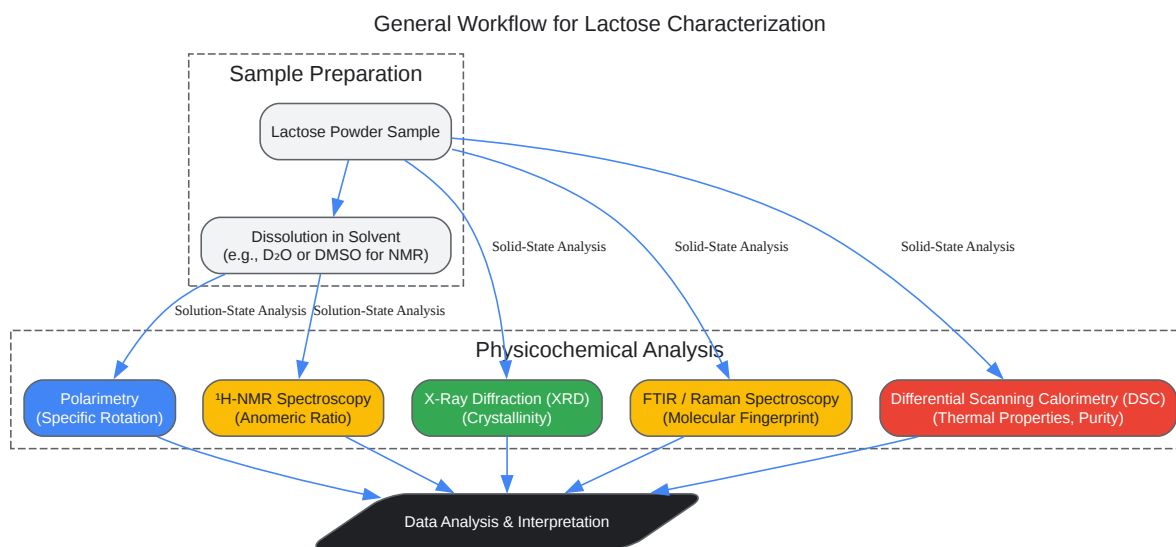 General Workflow for Lactose Characterization
Sample Preparation
Lactose Powder Sample
Dissolution in Solvent
(e.g., D₂O or DMSO for NMR)
Solid-State Analysis
Solid-State Analysis
Solid-State Analysis
Solution-State Analysis
Solution-State Analysis
Physicochemical Analysis
Polarimetry
(Specific Rotation)
¹H-NMR Spectroscopy
(Anomeric Ratio)
X-Ray Diffraction (XRD)
(Crystallinity)
FTIR / Raman Spectroscopy
(Molecular Fingerprint)
Differential Scanning Calorimetry (DSC)
(Thermal Properties, Purity)
Data Analysis & Interpretation